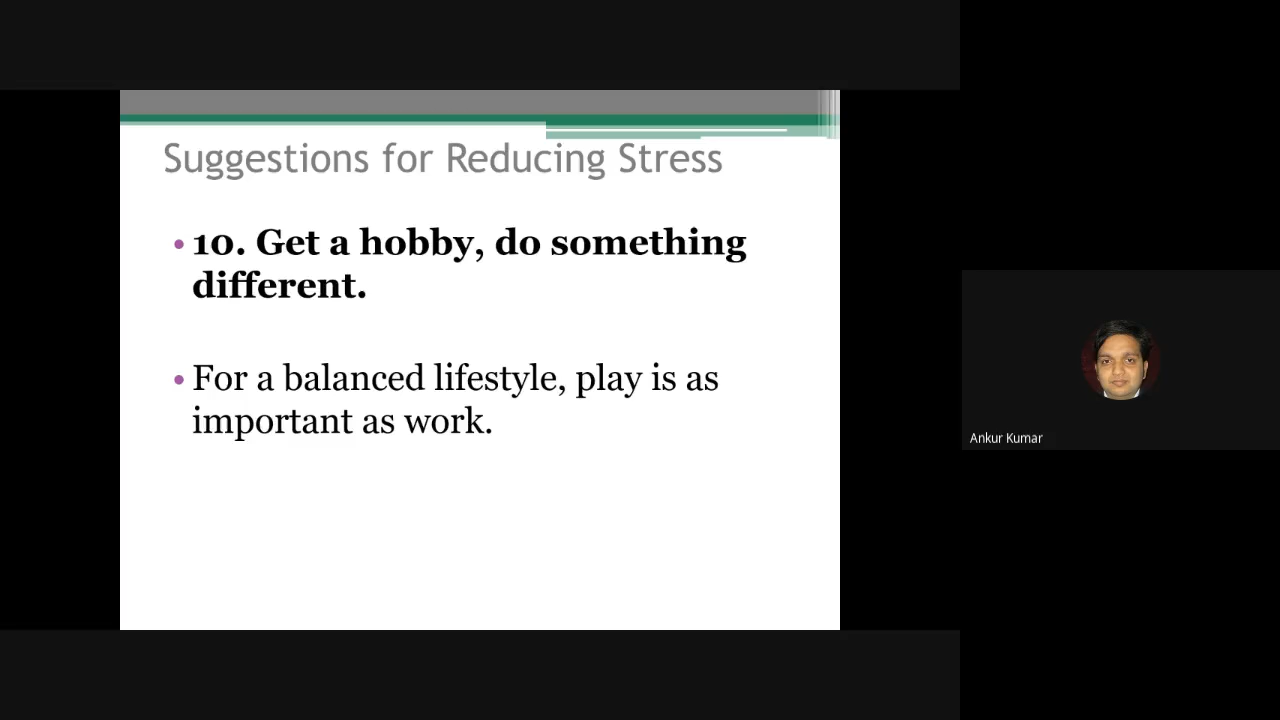 Suggestions for Reducing Stress
• 10. Get a hobby, do something
different.
• For a balanced lifestyle, play is as
important as work.
Ankur Kumar